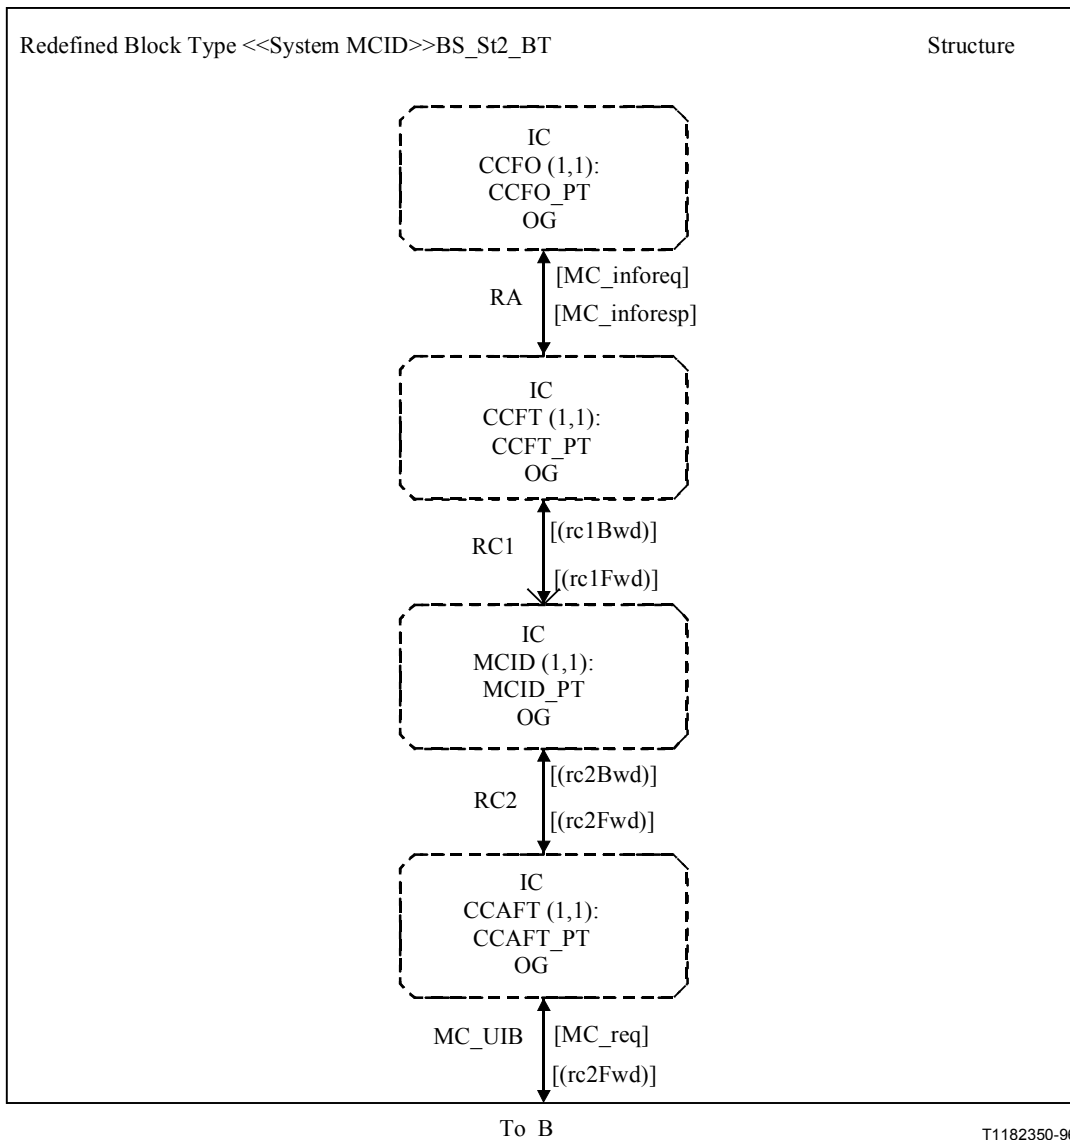 Redefined Block Type <<System MCID>>BS_St2_BT Structure
IC
CCFO (1,1):
CCFO_PT
OG
[MC_inforeq]
RA
[MC_inforesp]
IC
CCFT (1,1):
CCFT_PT
OG
[(rc1Bwd)]
RC1
[(rc1Fwd)]
IC
MCID (1,1):
MCID_PT
OG
[(rc2Bwd)]
RC2
[(rc2Fwd)]
IC
CCAFT (1,1):
CCAFT_PT
OG
MC_UIB [MC_req]
[(rc2Fwd)]
To B